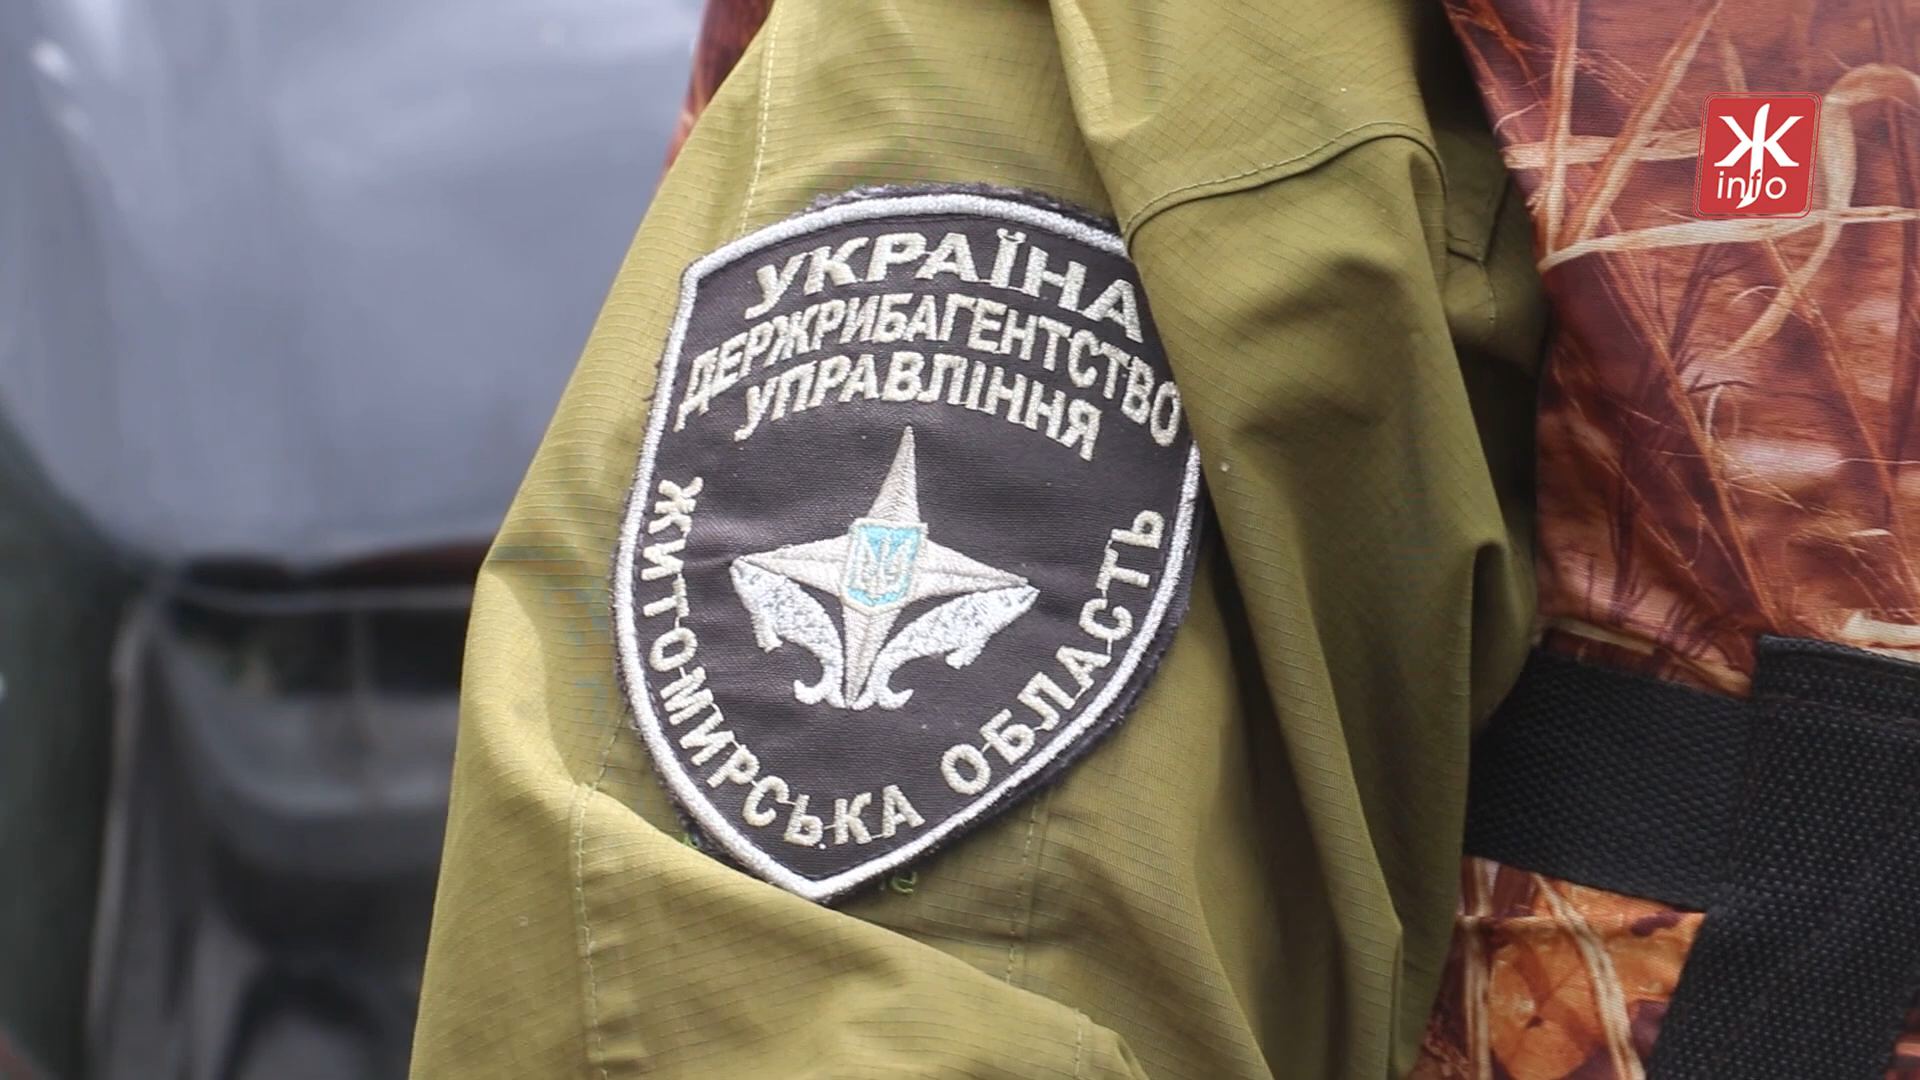 УКРАЇНА
ДЕРЖРИБАГЕНТСТВО
УПРАВЛІННЯ
ЖИТОМИРСЬКА ОБЛАСТЬ
Ж
info